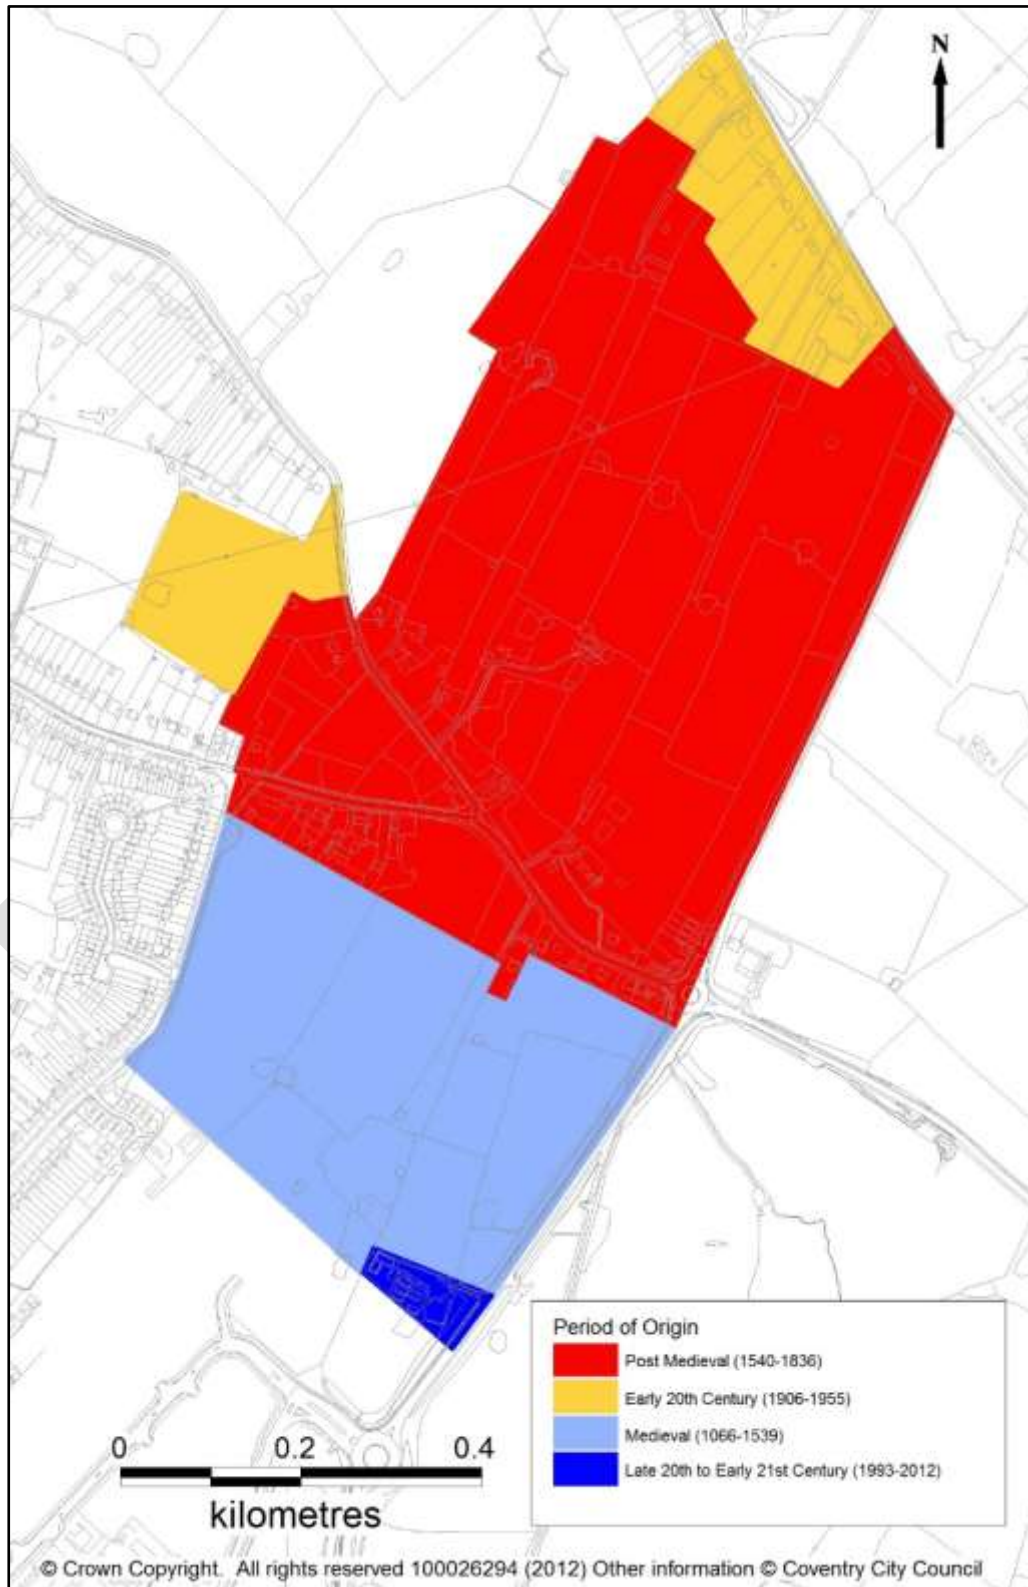 N
Period of Origin
Post Medieval (1540-1836)
Early 20th Century (1906-1955)
Medieval (1066-1539)
Late 20th to Early 21st Century (1993-2012)
0 0.2 0.4
kilometres
© Crown Copyright. All rights reserved 100026294 (2012) Other information © Coventry City Council